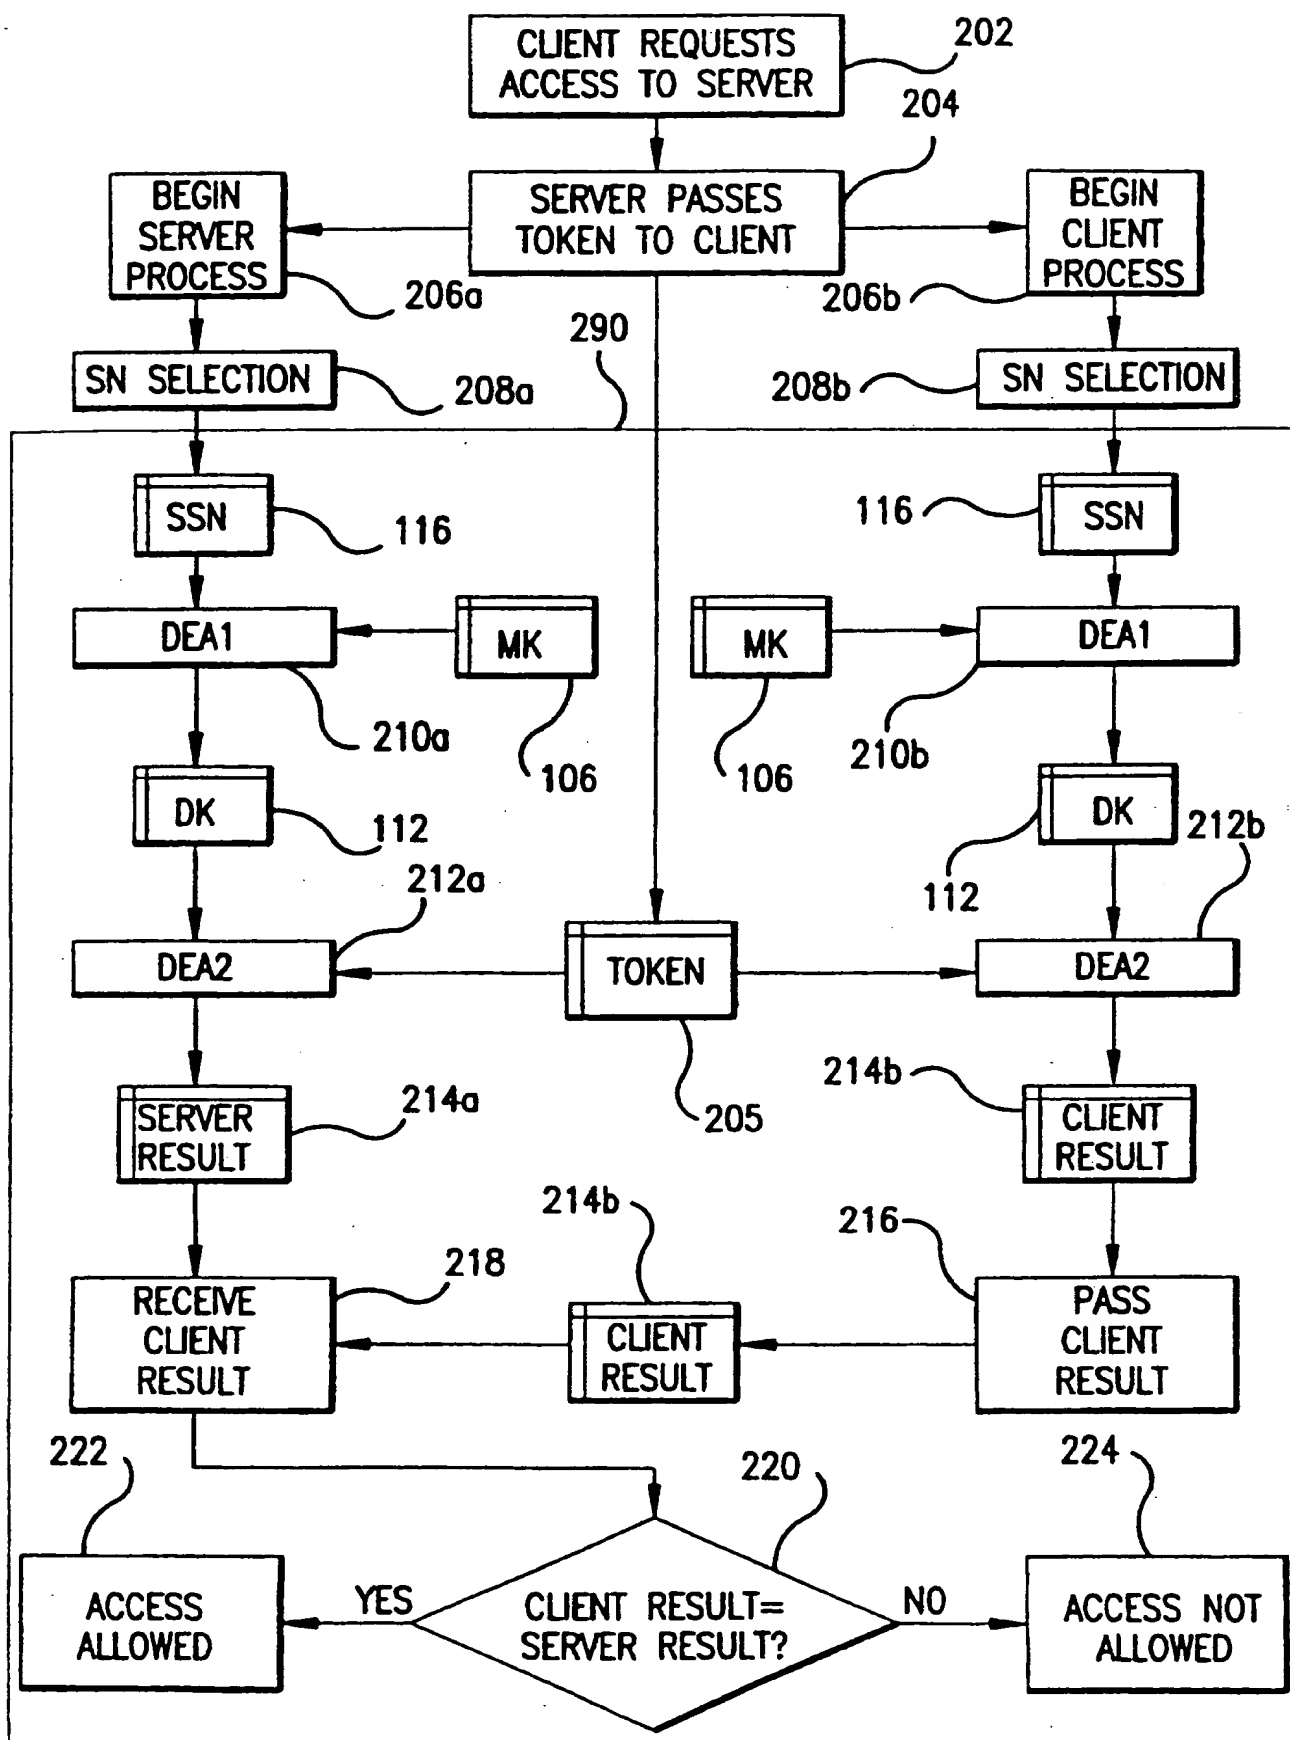 CLIENT REQUESTS
ACCESS TO SERVER
202
204
SERVER PASSES
TOKEN TO CLIENT
BEGIN
SERVER
PROCESS
206a
BEGIN
CLIENT
PROCESS
206b
290
SN SELECTION
208a
208b
SN SELECTION
SSN
116
116
SSN
DEA1
MK
MK
DEA1
210a
106
106
210b
DK
112
DK
112
212a
212b
DEA2
TOKEN
DEA2
205
SERVER
RESULT
214a
214b
CLIENT
RESULT
214b
216
218
RECEIVE
CLIENT
RESULT
CLIENT
RESULT
PASS
CLIENT
RESULT
222
220
224
ACCESS
ALLOWED
YES
CLIENT RESULT=
SERVER RESULT?
NO
ACCESS NOT
ALLOWED